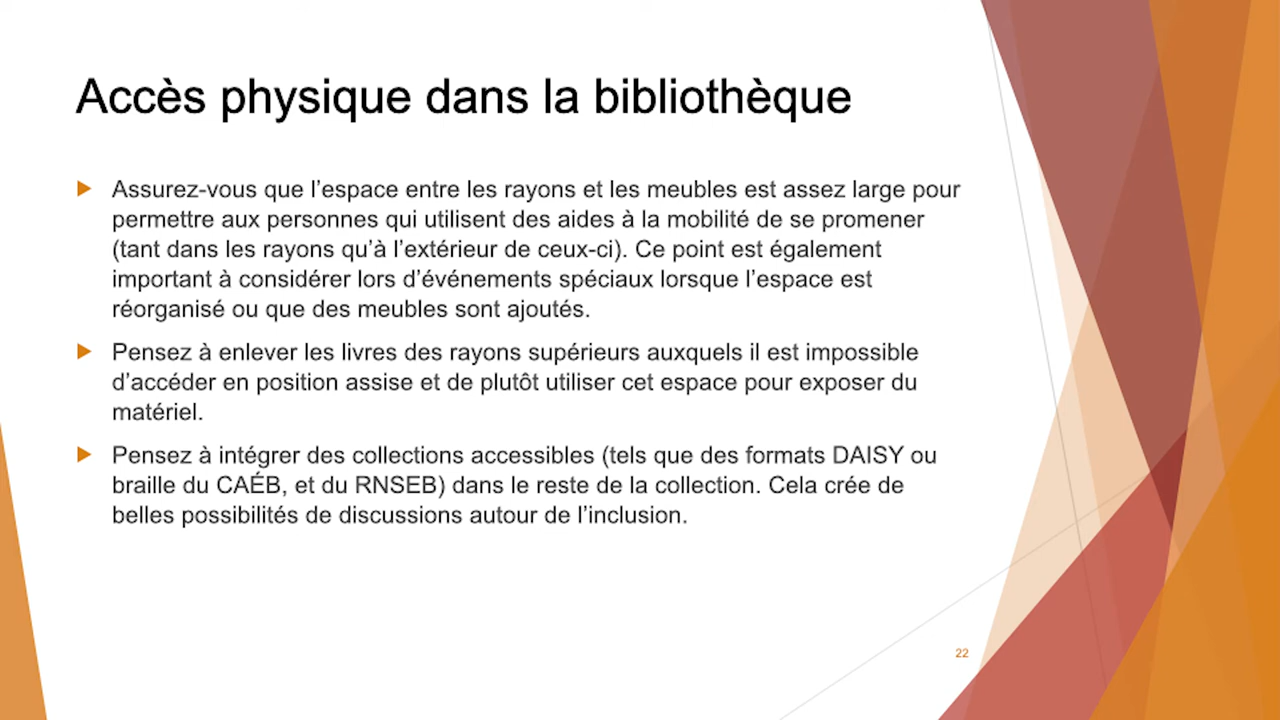 Accès physique dans la bibliothèque
Assurez-vous que l’espace entre les rayons et les meubles est assez large pour
permettre aux personnes qui utilisent des aides à la mobilité de se promener
(tant dans les rayons qu’à l’extérieur de ceux-ci). Ce point est également
important à considérer lors d’événements spéciaux lorsque l’espace est
réorganisé ou que des meubles sont ajoutés.
Pensez à enlever les livres des rayons supérieurs auxquels il est impossible
d’accéder en position assise et de plutôt utiliser cet espace pour exposer du
matériel.
Pensez à intégrer des collections accessibles (tels que des formats DAISY ou
braille du CAÉB, et du RNSEB) dans le reste de la collection. Cela crée de
belles possibilités de discussions autour de l’inclusion.
22